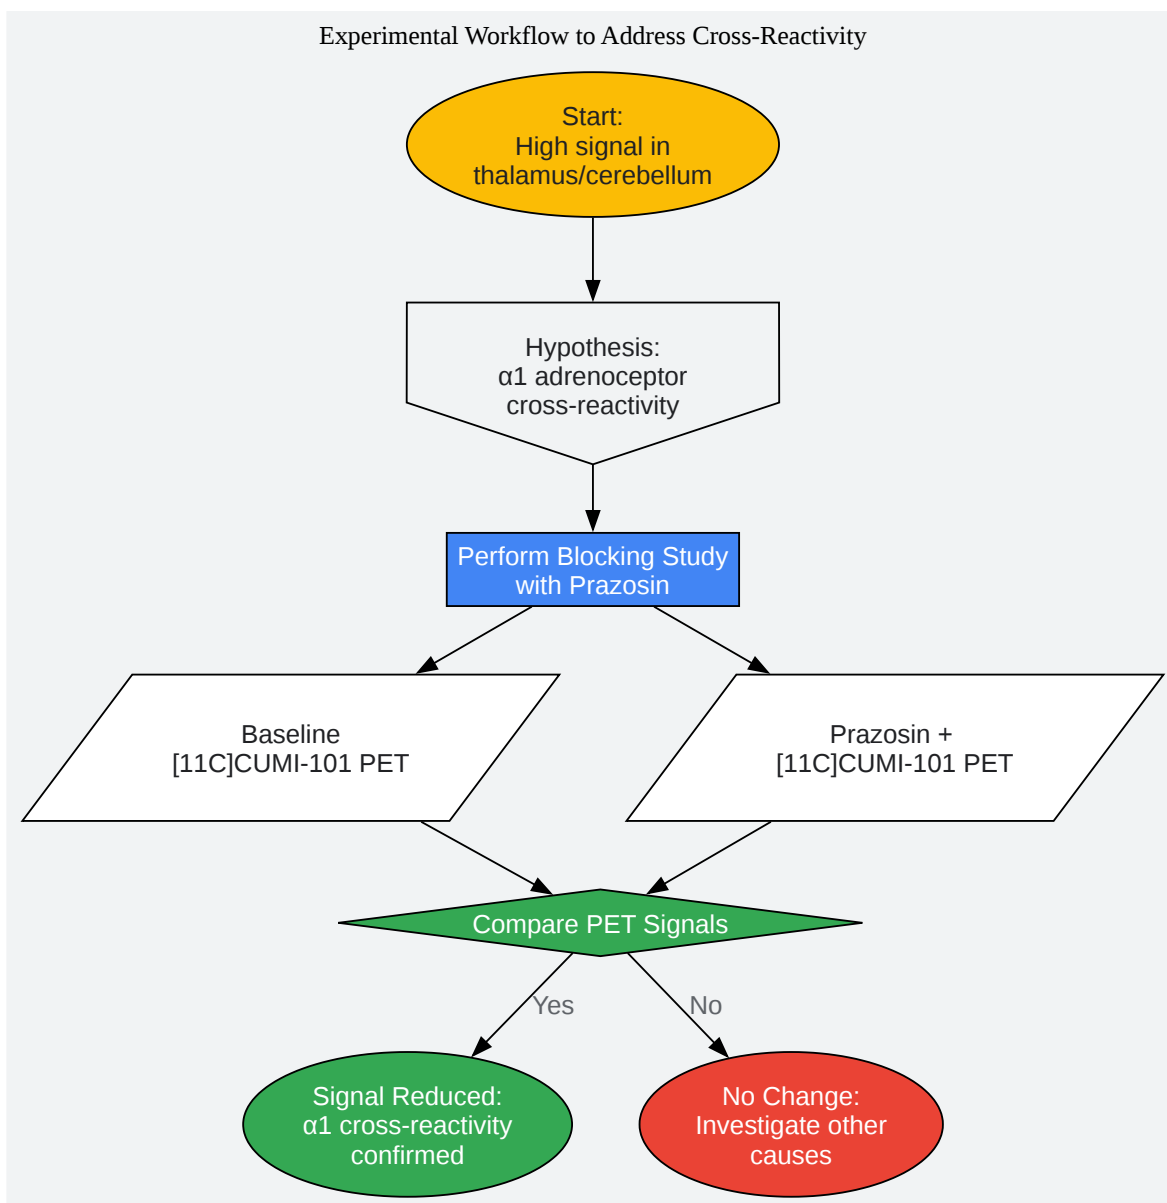 Experimental Workflow to Address Cross-Reactivity
Start:
High signal in
thalamus/cerebellum
Hypothesis:
α1 adrenoceptor
cross-reactivity
Perform Blocking Study
with Prazosin
Baseline
[11C]CUMI-101 PET
Prazosin +
[11C]CUMI-101 PET
Compare PET Signals
Yes
No
Signal Reduced:
α1 cross-reactivity
confirmed
No Change:
Investigate other
causes